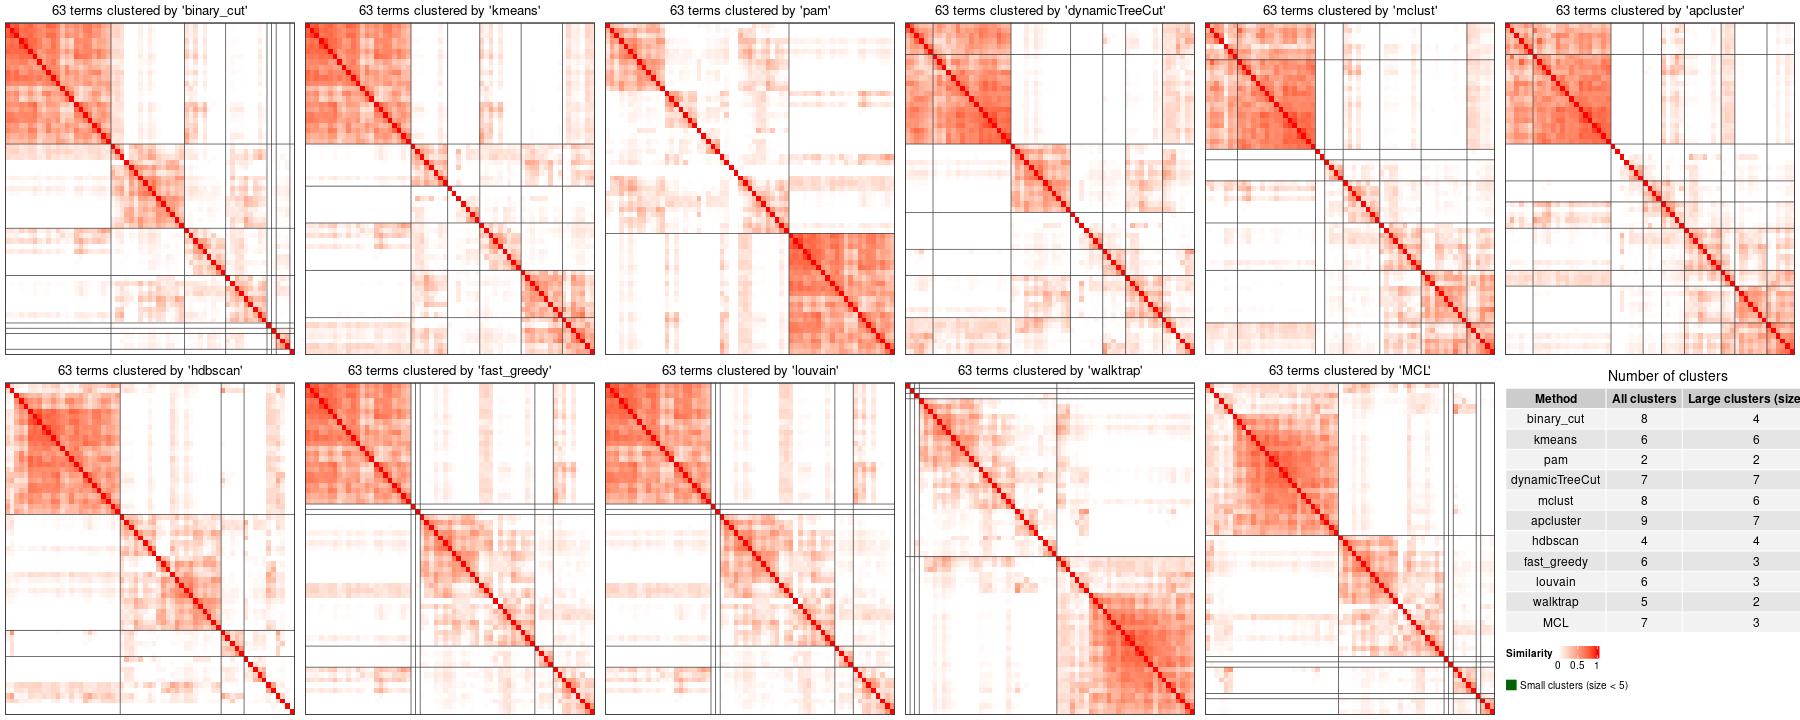 63 terms clustered by 'binary_cut'
63 terms clustered by 'kmeans'
63 terms clustered by 'pam'
63 terms clustered by 'dynamicTreeCut'
63 terms clustered by 'mclust'
63 terms clustered by 'apcluster'
63 terms clustered by 'hdbscan'
63 terms clustered by 'fast_greedy'
63 terms clustered by 'louvain'
63 terms clustered by 'walktrap'
63 terms clustered by 'MCL'
Number of clusters
Method All clusters Large clusters (size
binary_cut 8 4
kmeans 6 6
pam 2 2
dynamicTreeCut 7 7
mclust 8 6
apcluster 9 7
hdbscan 4 4
fast_greedy 6 3
louvain 6 3
walktrap 5 2
MCL 7 3
Similarity
0 0.5 1
Small clusters (size < 5)